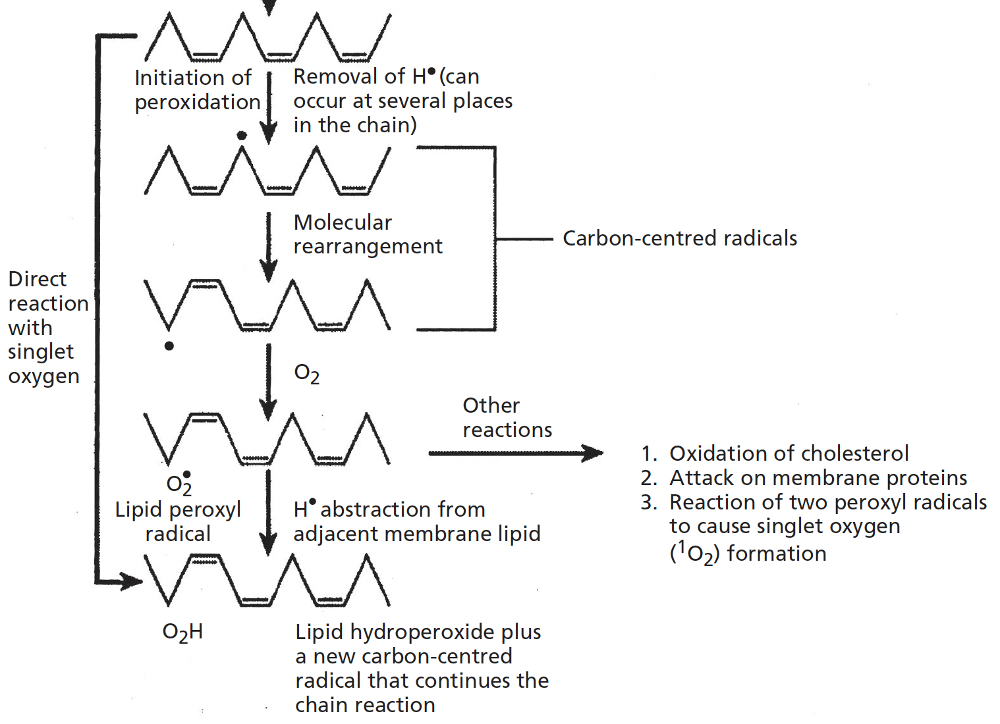 Initiation of
peroxidation
Removal of H• (can
occur at several places
in the chain)
Molecular
rearrangement
Carbon-centred radicals
Direct
reaction
with
singlet
oxygen
O₂
Other
reactions
1. Oxidation of cholesterol
2. Attack on membrane proteins
3. Reaction of two peroxyl radicals
to cause singlet oxygen
(¹O₂) formation
O₂•
Lipid peroxyl
radical
H• abstraction from
adjacent membrane lipid
O₂H
Lipid hydroperoxide plus
a new carbon-centred
radical that continues the
chain reaction